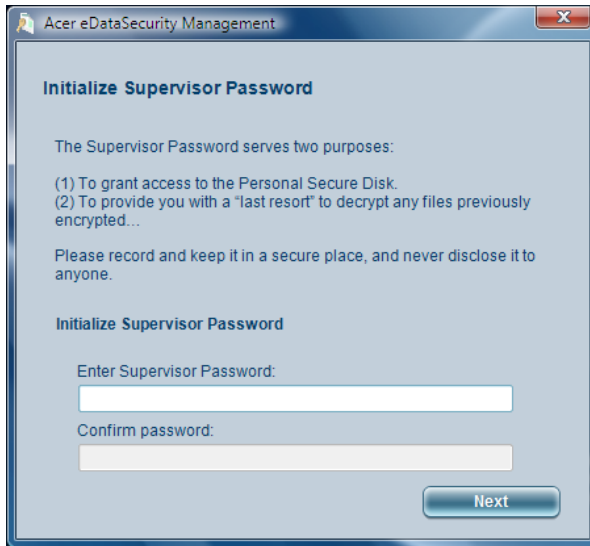 Acer eDataSecurity Management
Initialize Supervisor Password
The Supervisor Password serves two purposes:
(1) To grant access to the Personal Secure Disk.
(2) To provide you with a “last resort” to decrypt any files previously
encrypted...
Please record and keep it in a secure place, and never disclose it to
anyone.
Initialize Supervisor Password
Enter Supervisor Password:
Confirm password:
Next